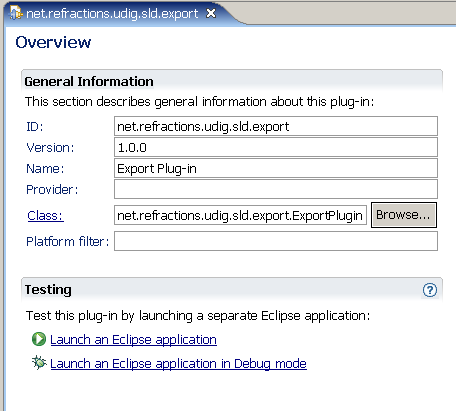 net.refractions.udig.sld.export
Overview
General Information
This section describes general information about this plug-in:
ID: net.refractions.udig.sld.export
Version: 1.0.0
Name: Export Plug-in
Provider:
Class: net.refractions.udig.sld.export.ExportPlugin Browse...
Platform filter:
Testing
Test this plug-in by launching a separate Eclipse application:
Launch an Eclipse application
Launch an Eclipse application in Debug mode